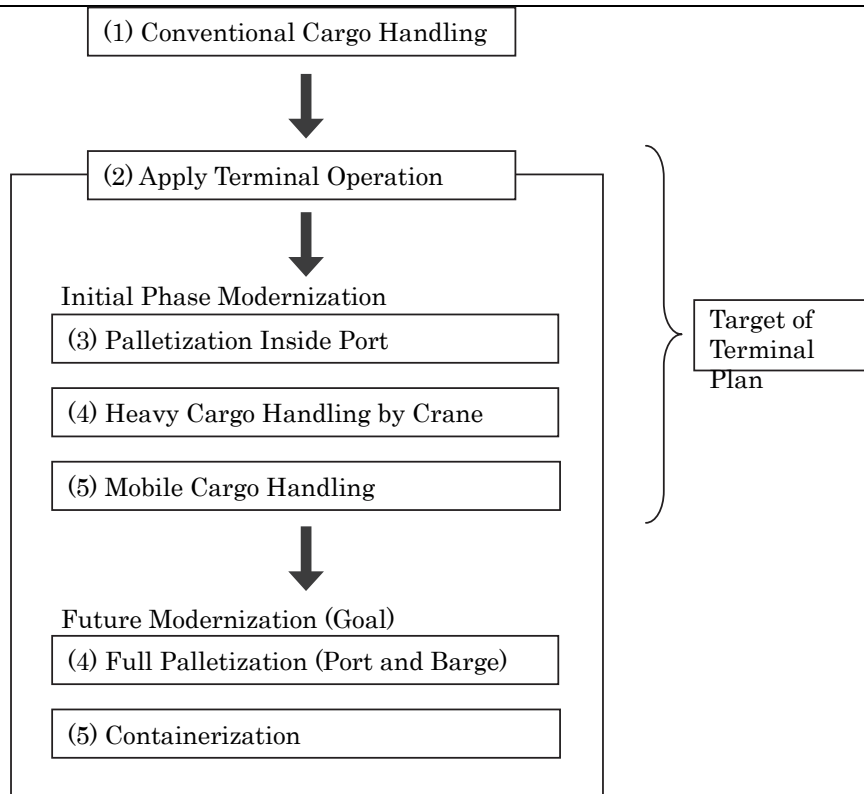 (1) Conventional Cargo Handling
(2) Apply Terminal Operation
Initial Phase Modernization
(3) Palletization Inside Port
(4) Heavy Cargo Handling by Crane
(5) Mobile Cargo Handling
Target of
Terminal
Plan
Future Modernization (Goal)
(4) Full Palletization (Port and Barge)
(5) Containerization